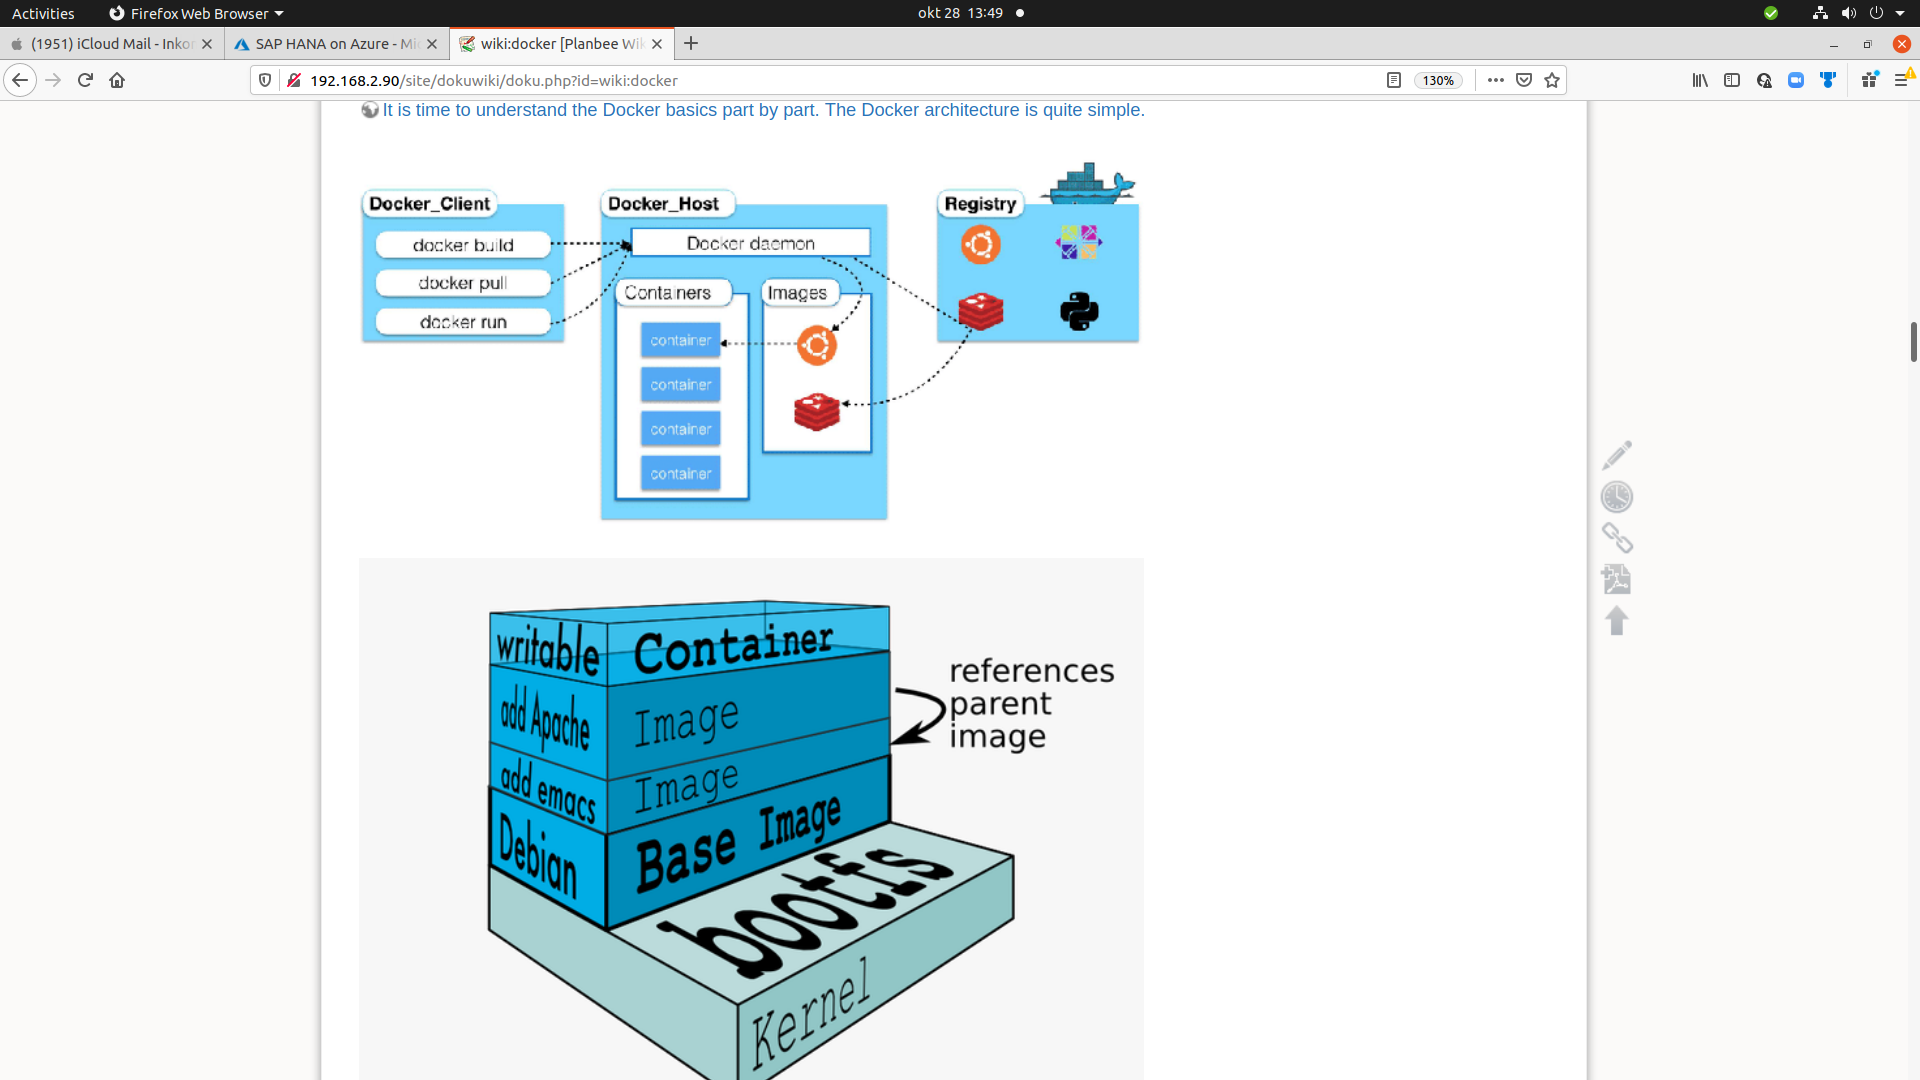 Activities
Firefox Web Browser
okt 28 13:49
(1951) iCloud Mail - Inkor
SAP HANA on Azure - Mi
wiki:docker [Planbee Wi
192.168.2.90/site/dokuwiki/doku.php?id=wiki:docker
130%
It is time to understand the Docker basics part by part. The Docker architecture is quite simple.
Docker_Client
docker build
docker pull
docker run
Docker_Host
Docker daemon
Containers
container
container
container
container
Images
Registry
writable Container
add Apache Image
add emacs Image
Debian Base Image
bootfs
Kernel
references
parent
image